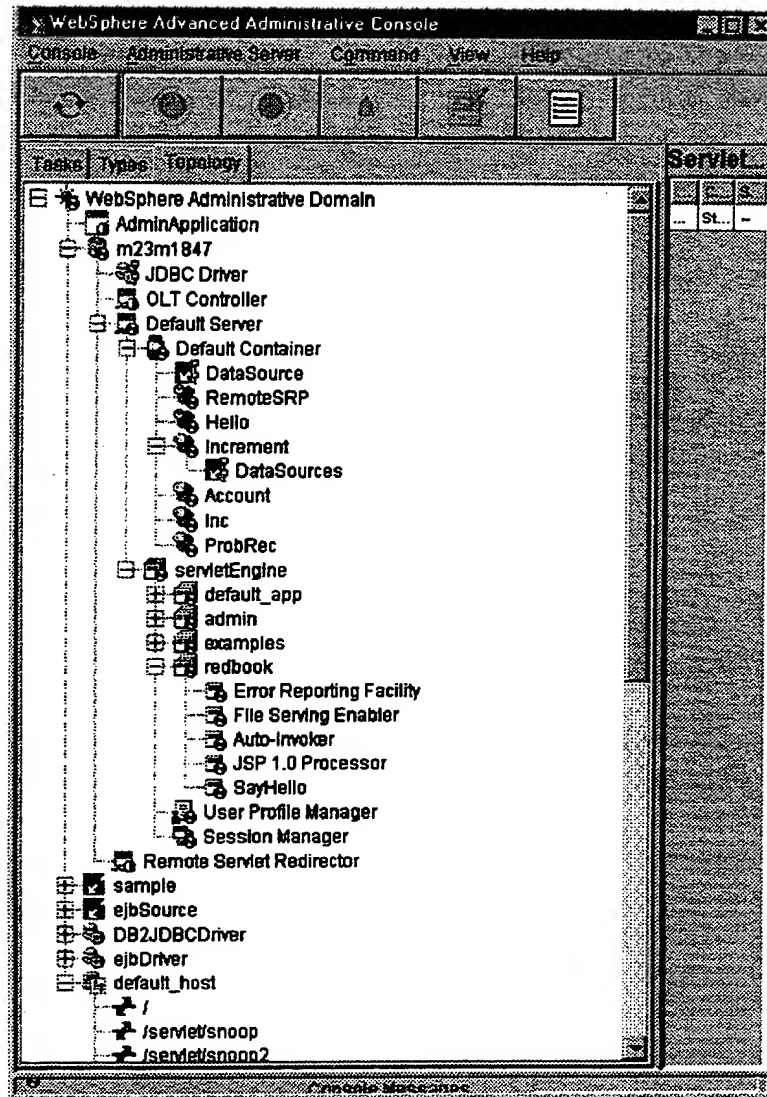 WebSphere Advanced Administrative Console
Console Administrative Server Command View Help
Tasks Types Topology
Servlet...
... C... S...
... St... --
WebSphere Administrative Domain
AdminApplication
m23m1847
JDBC Driver
OLT Controller
Default Server
Default Container
DataSource
RemoteSRP
Hello
Increment
DataSources
Account
Inc
ProbRec
servletEngine
default_app
admin
examples
redbook
Error Reporting Facility
File Serving Enabler
Auto-Invoker
JSP 1.0 Processor
SayHello
User Profile Manager
Session Manager
Remote Servlet Redirector
sample
ejbSource
DB2JDBCDriver
ejbDriver
default_host
/
/servlet/snoop
/servlet/snoop2
Console Messages